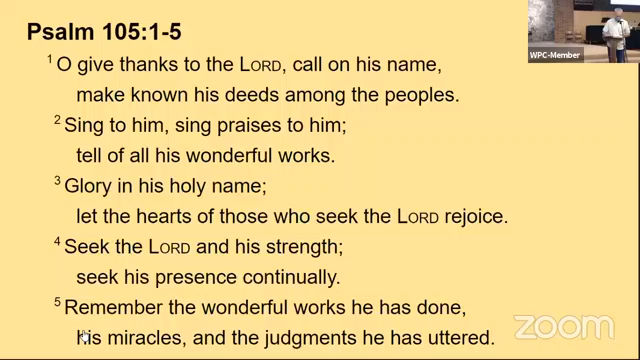 Psalm 105:1-5
1 O give thanks to the LORD, call on his name,
make known his deeds among the peoples.
2 Sing to him, sing praises to him;
tell of all his wonderful works.
3 Glory in his holy name;
let the hearts of those who seek the LORD rejoice.
4 Seek the LORD and his strength;
seek his presence continually.
5 Remember the wonderful works he has done,
his miracles, and the judgments he has uttered.
WPC-Member
zoom